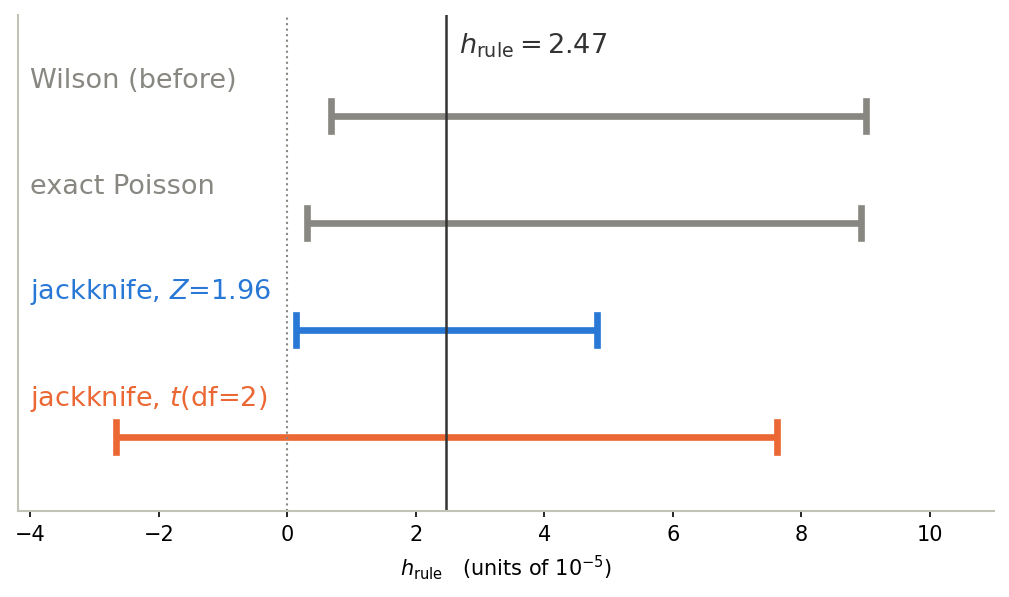 h_rule = 2.47
Wilson (before)
exact Poisson
jackknife, Z=1.96
jackknife, t(df=2)
−4 −2 0 2 4 6 8 10
h_rule (units of 10⁻⁵)